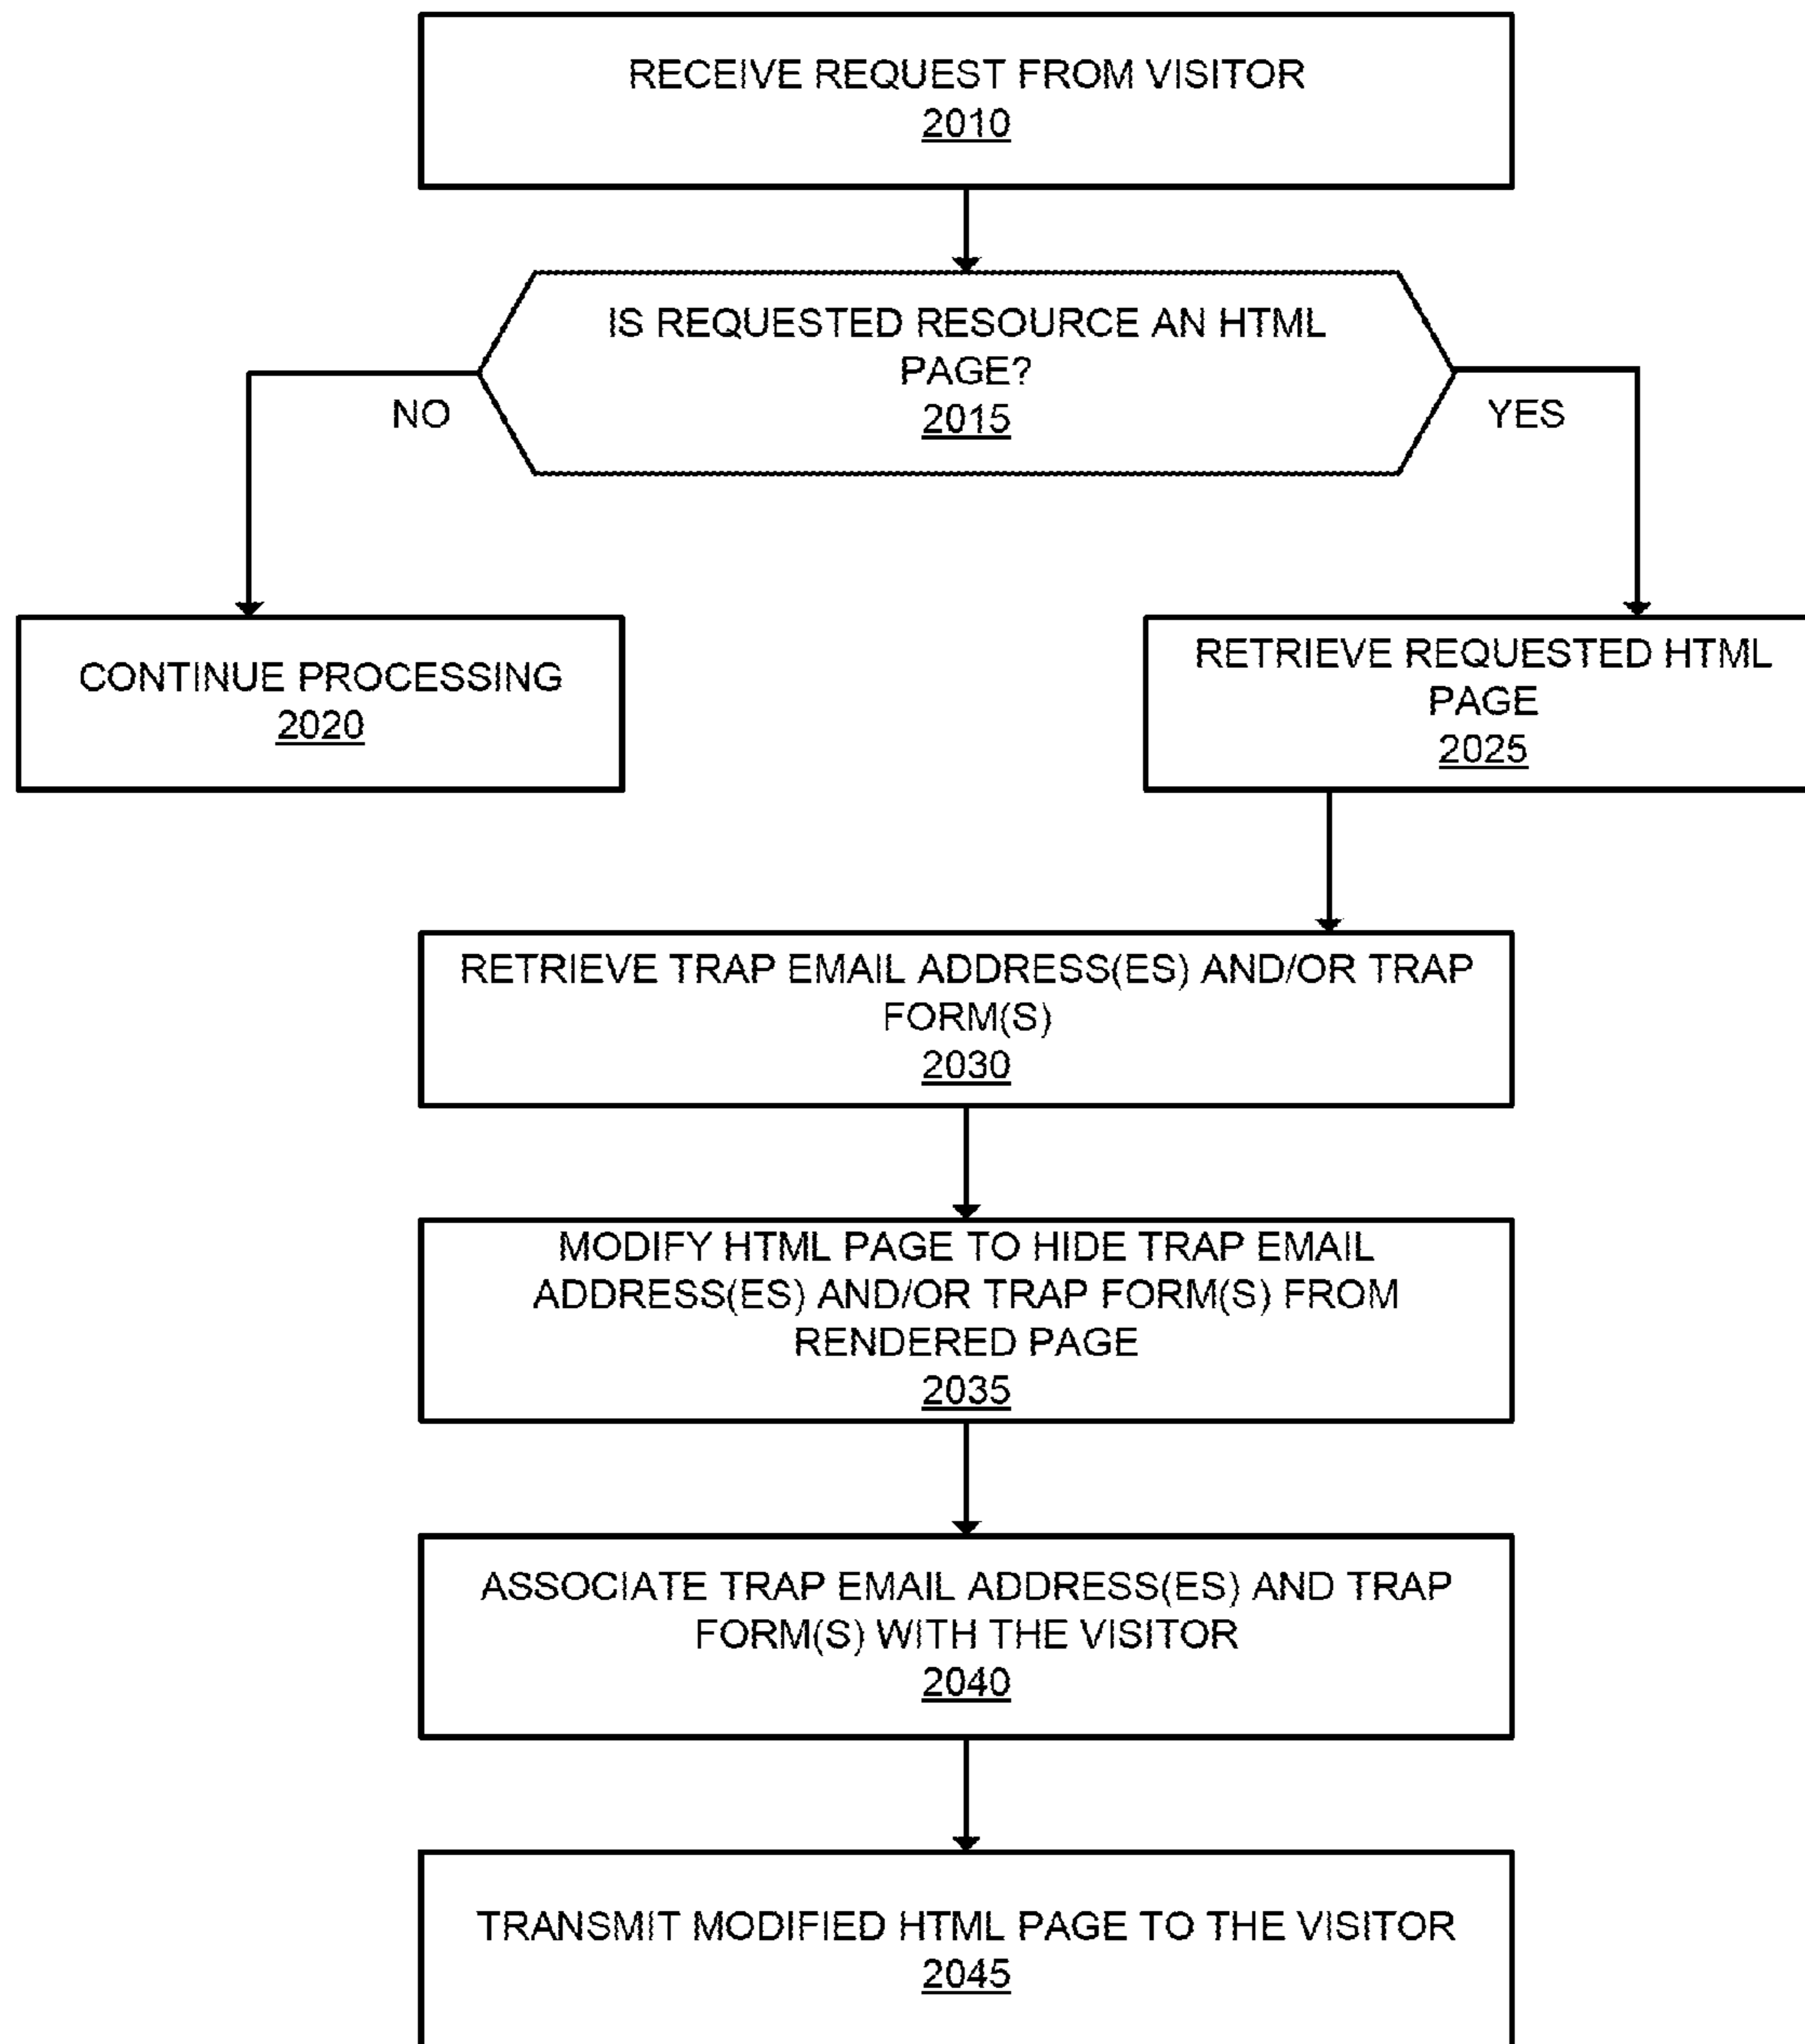 RECEIVE REQUEST FROM VISITOR
2010
IS REQUESTED RESOURCE AN HTML
PAGE?
2015
NO
YES
CONTINUE PROCESSING
2020
RETRIEVE REQUESTED HTML
PAGE
2025
RETRIEVE TRAP EMAIL ADDRESS(ES) AND/OR TRAP
FORM(S)
2030
MODIFY HTML PAGE TO HIDE TRAP EMAIL
ADDRESS(ES) AND/OR TRAP FORM(S) FROM
RENDERED PAGE
2035
ASSOCIATE TRAP EMAIL ADDRESS(ES) AND TRAP
FORM(S) WITH THE VISITOR
2040
TRANSMIT MODIFIED HTML PAGE TO THE VISITOR
2045